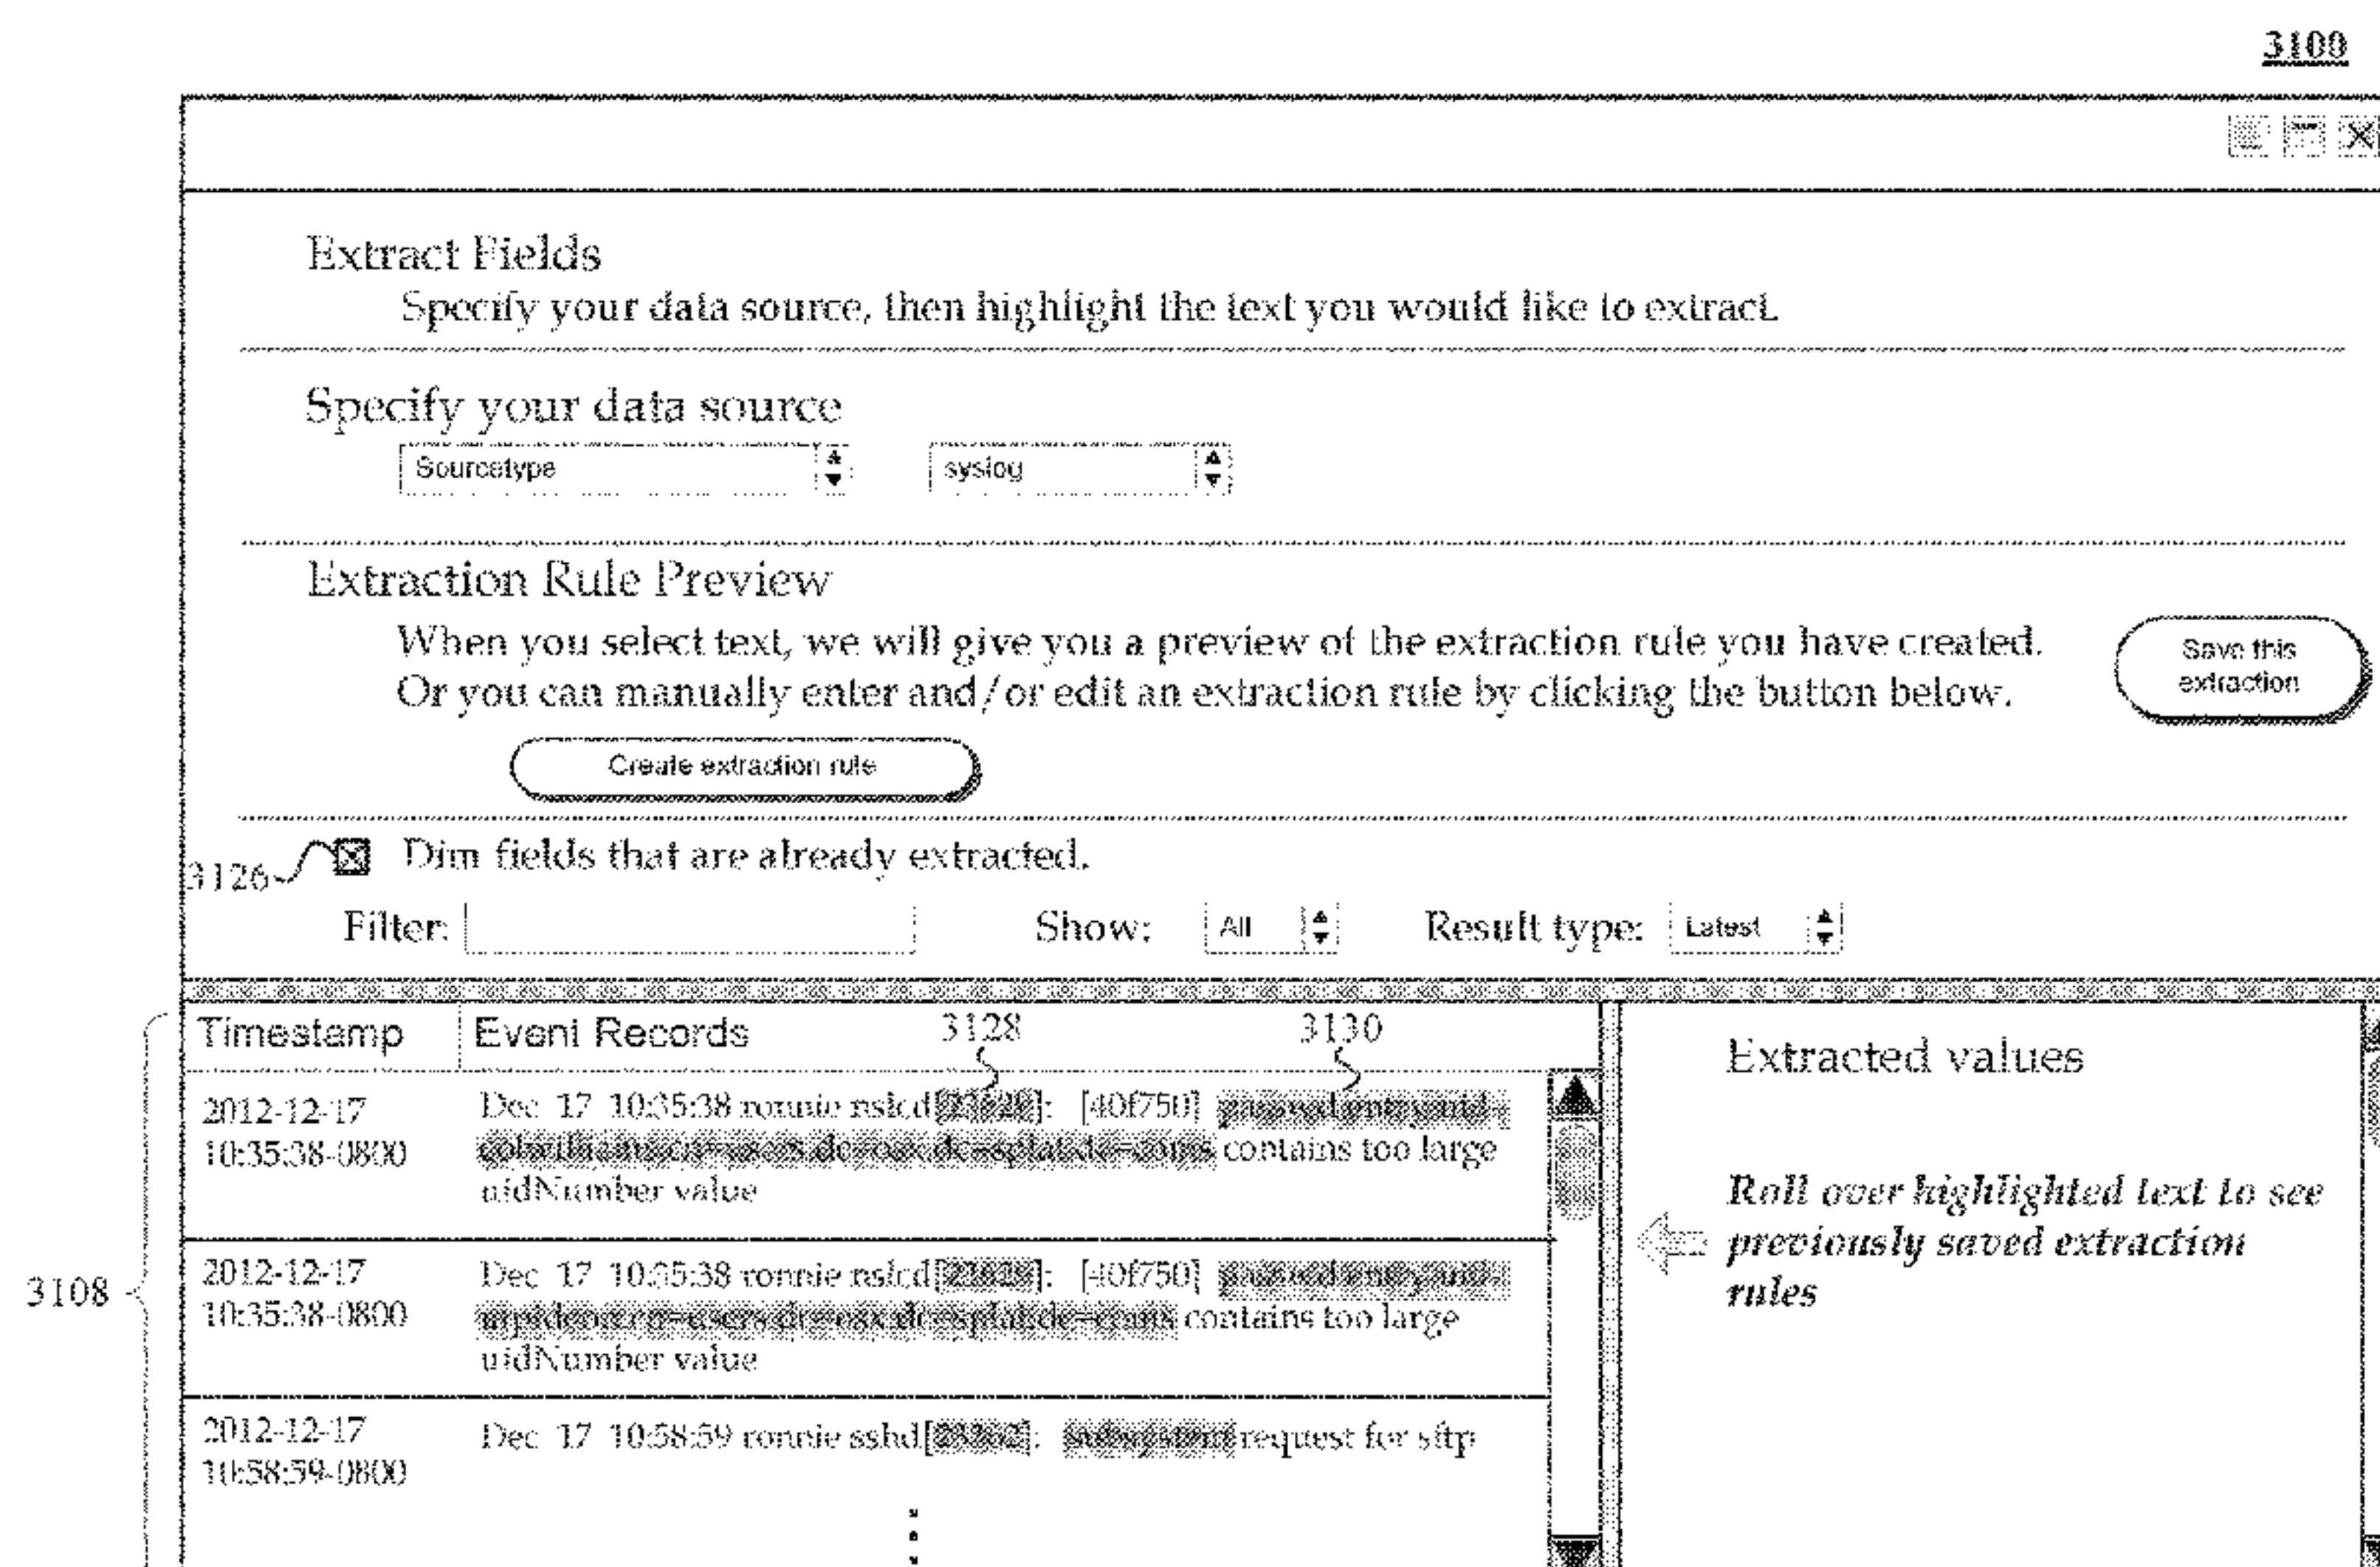 3100
Extract Fields
Specify your data source, then highlight the text you would like to extract.
Specify your data source
Sourcetype syslog
Extraction Rule Preview
When you select text, we will give you a preview of the extraction rule you have created.
Or you can manually enter and/or edit an extraction rule by clicking the button below.
Save this
extraction
Create extraction rule
3126
Dim fields that are already extracted.
Filter: Show: All Result type: Latest
3108
Timestamp Event Records 3128 3130
2012-12-17
10:35:38-0800
Dec 17 10:35:38 ronnie nslcd[23629]: [40f750]
contains too large
uidNumber value
2012-12-17
10:35:38-0800
Dec 17 10:35:38 ronnie nslcd[23629]: [40f750]
contains too large
uidNumber value
2012-12-17
10:58:59-0800
Dec 17 10:58:59 ronnie sshd[]: subsystem request for sftp
Extracted values
Roll over highlighted text to see
previously saved extraction
rules